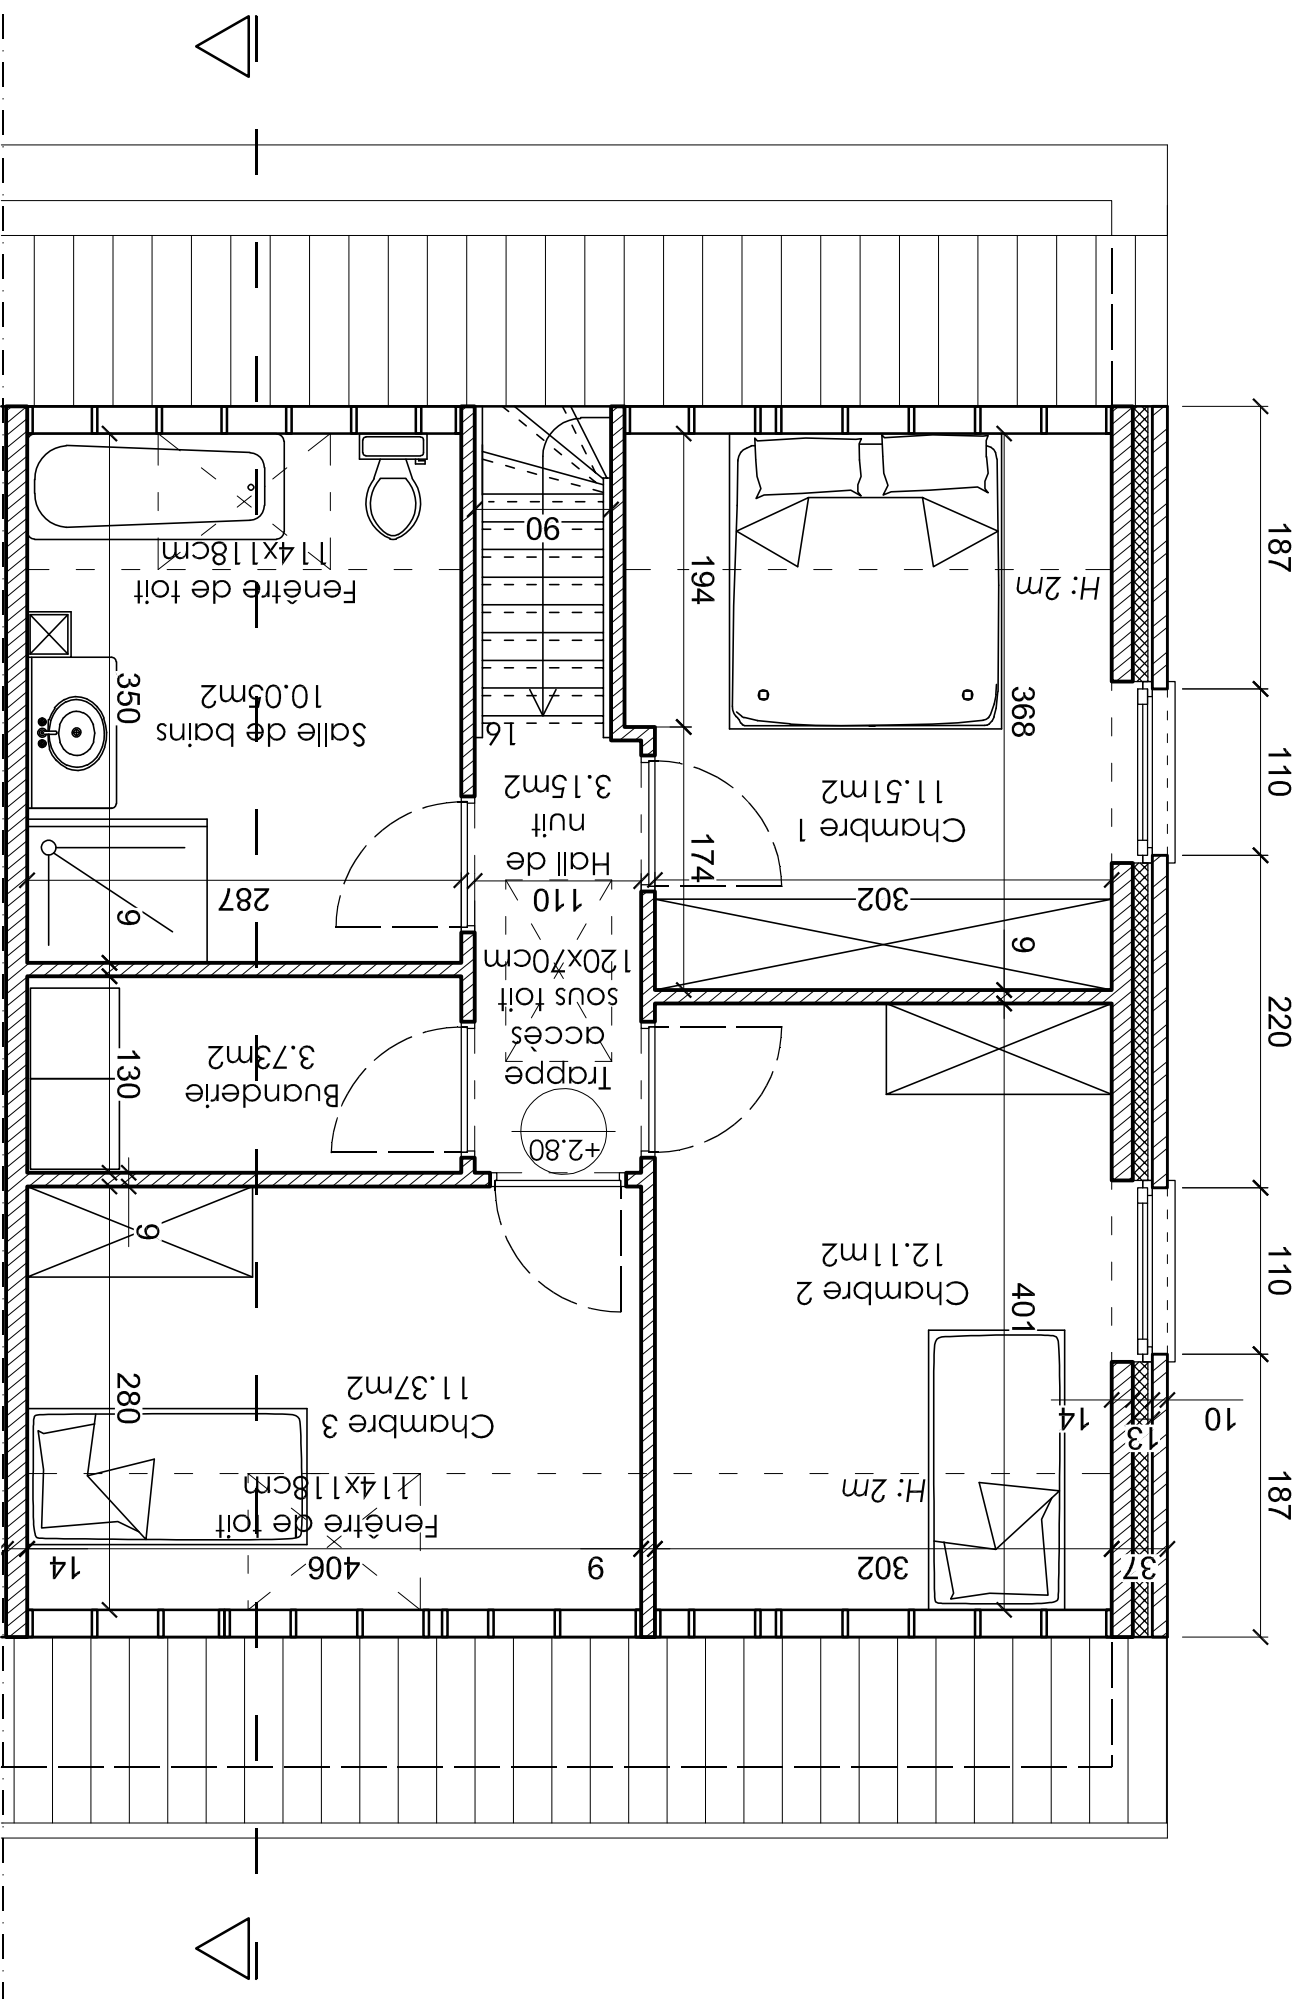 187
110
220
110
187
90
194
H: 2m
Fenêtre de toit
114x118cm
Salle de bains
10.05m2
350
368
16
Chambre 1
11.51m2
Hall de
nuit
3.15m2
174
287
110
302
9
9
Trappe
accès
sous toit
120x70cm
Buanderie
3.73m2
130
+2.80
9
Chambre 2
12.11m2
401
Chambre 3
11.37m2
280
14
13
10
H: 2m
Fenêtre de toit
114x118cm
14
406
9
302
37